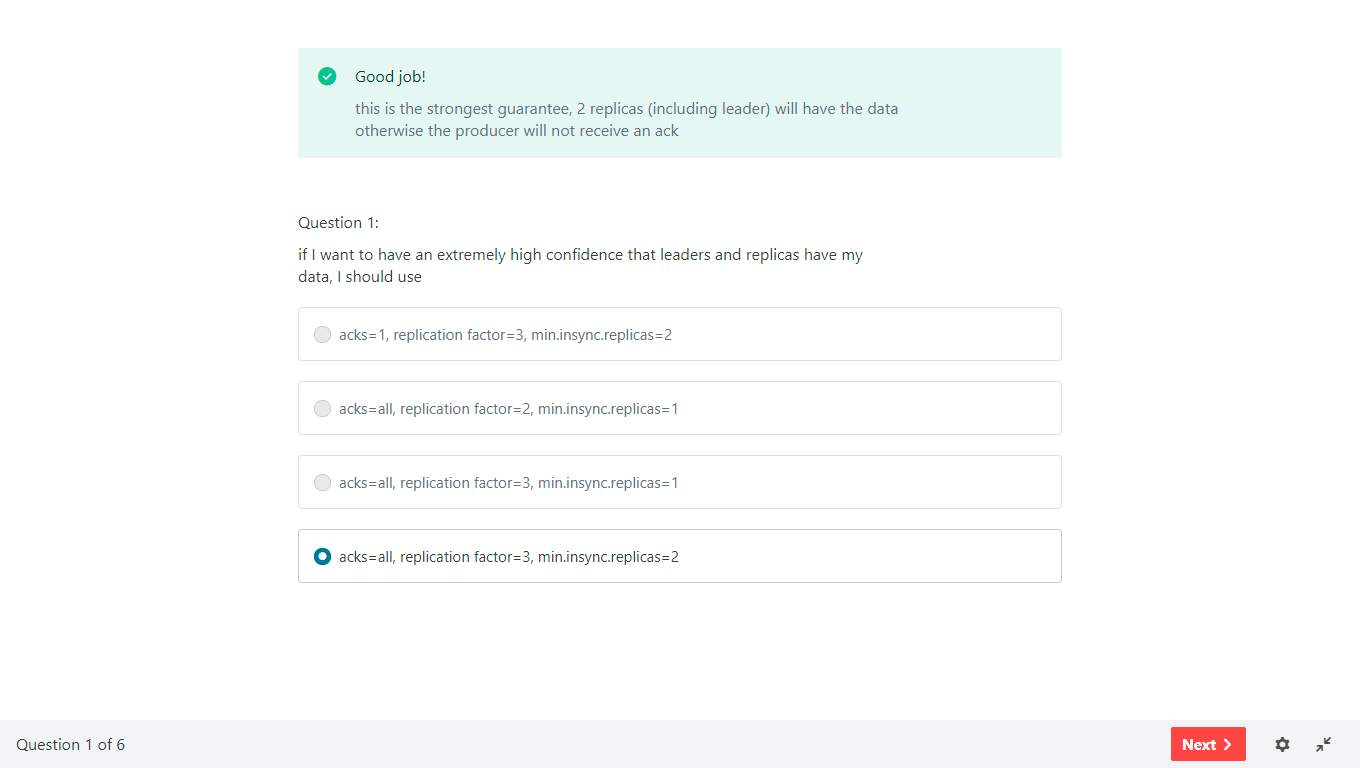 Good job!
this is the strongest guarantee, 2 replicas (including leader) will have the data
otherwise the producer will not receive an ack
Question 1:
if I want to have an extremely high confidence that leaders and replicas have my
data, I should use
acks=1, replication factor=3, min.insync.replicas=2
acks=all, replication factor=2, min.insync.replicas=1
acks=all, replication factor=3, min.insync.replicas=1
acks=all, replication factor=3, min.insync.replicas=2
Question 1 of 6
Next